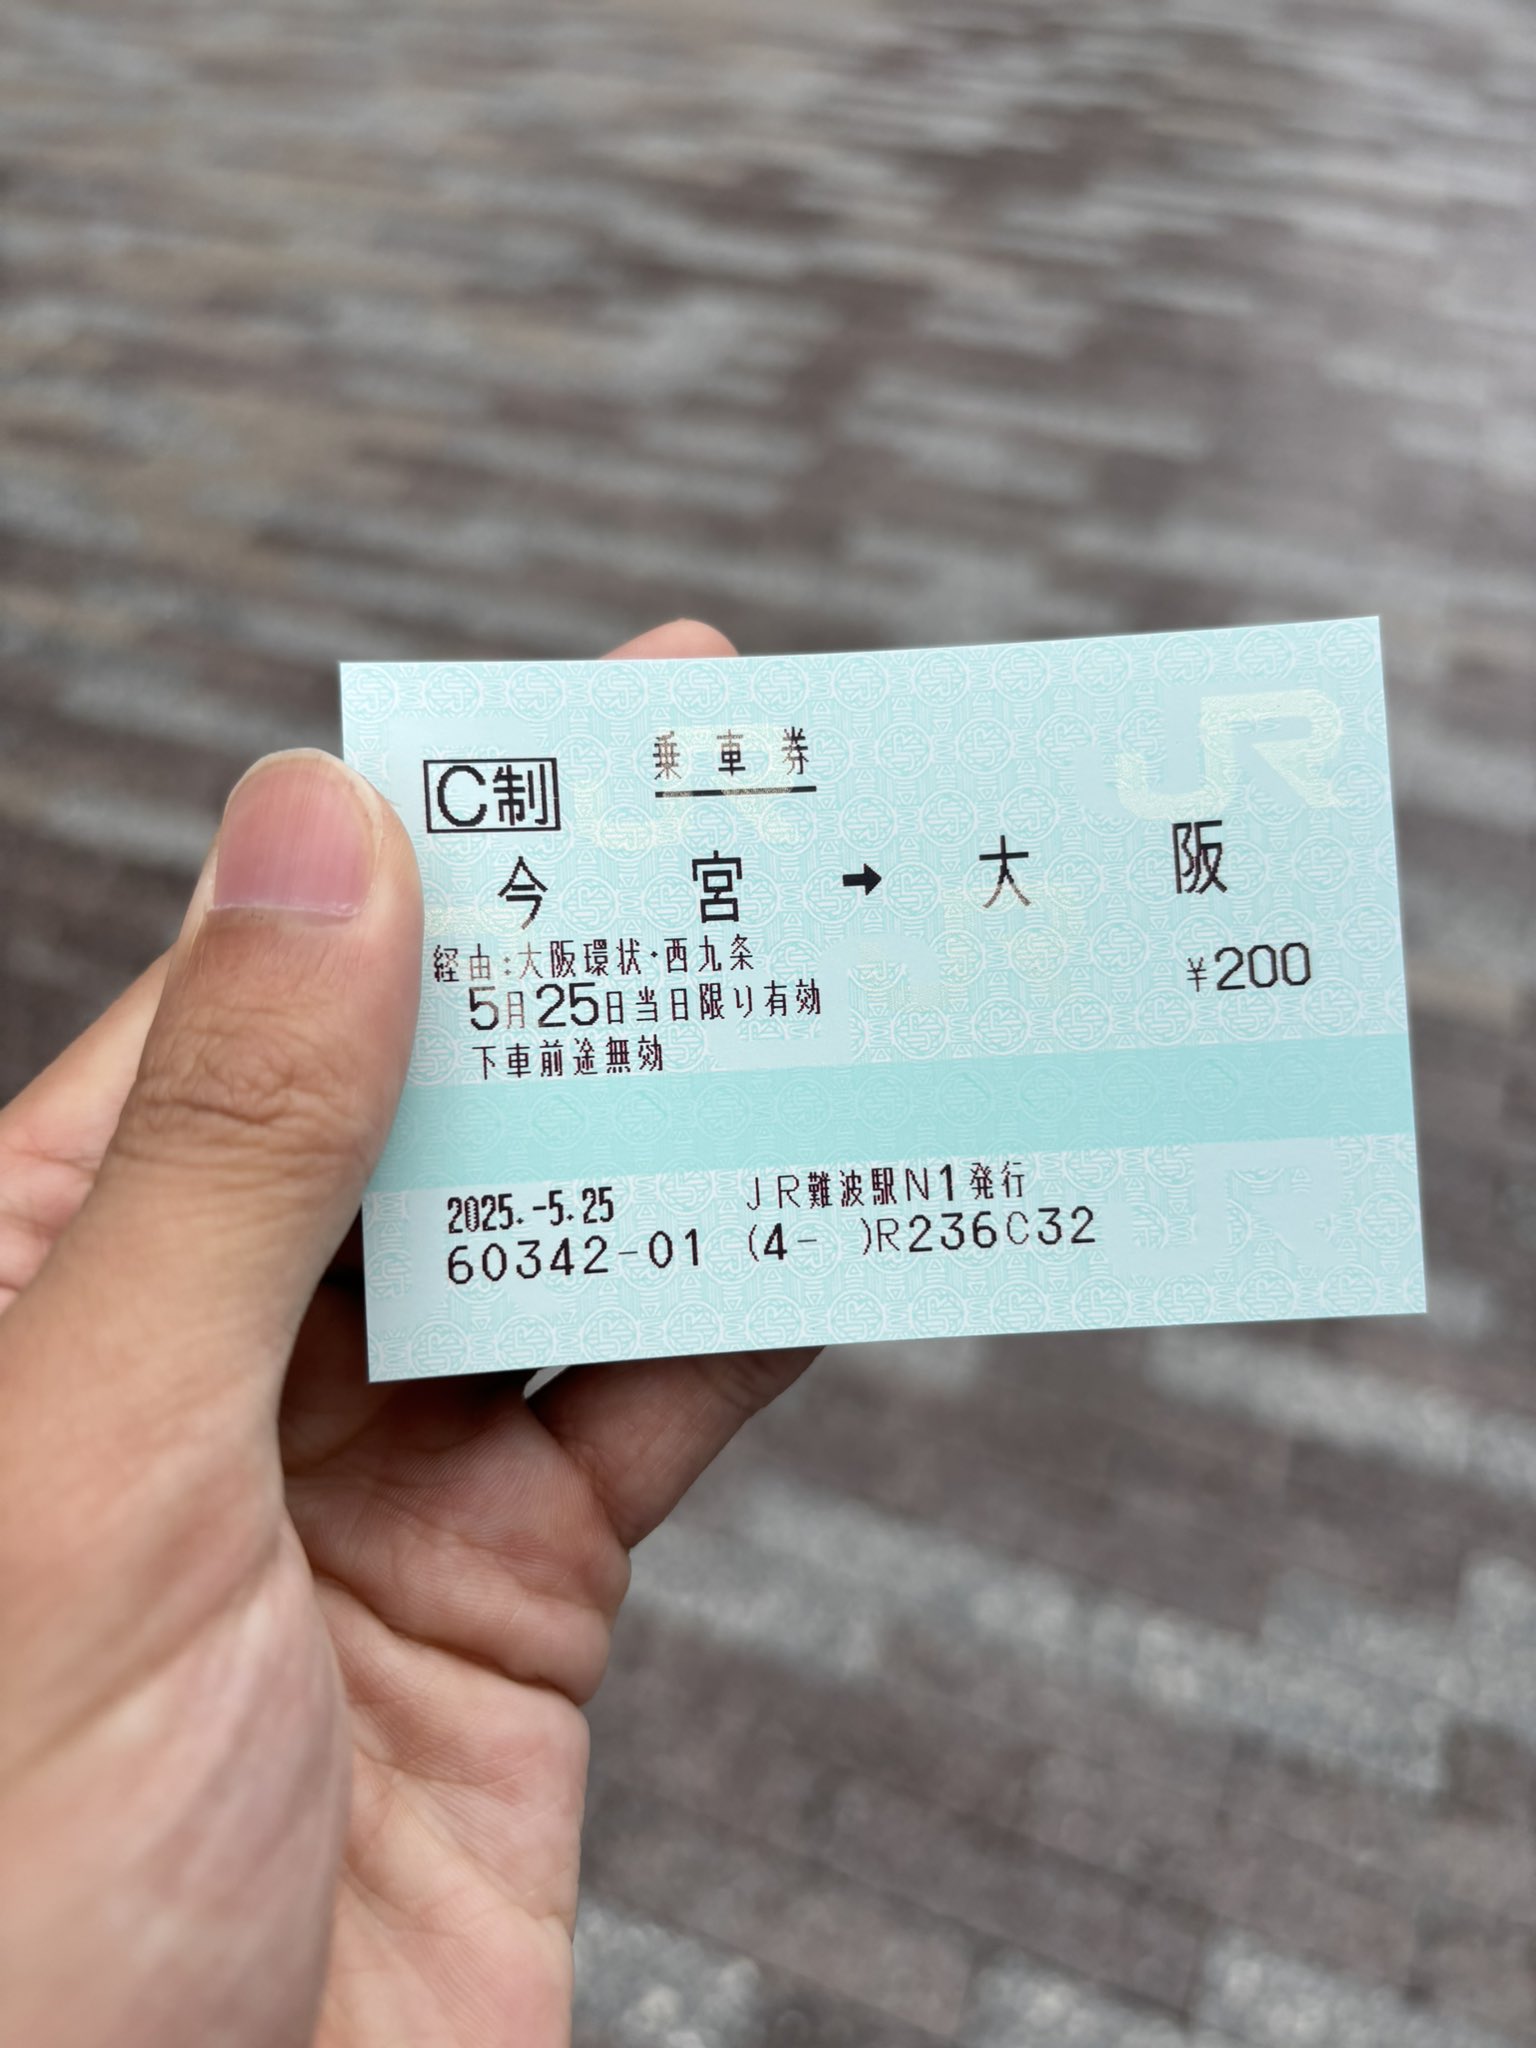 乗車券
C制
今宮→大阪
経由:大阪環状・西九条
¥200
5月25日当日限り有効
下車前途無効
2025.-5.25 JR難波駅N1発行
60342-01 (4- )R236C32
JR